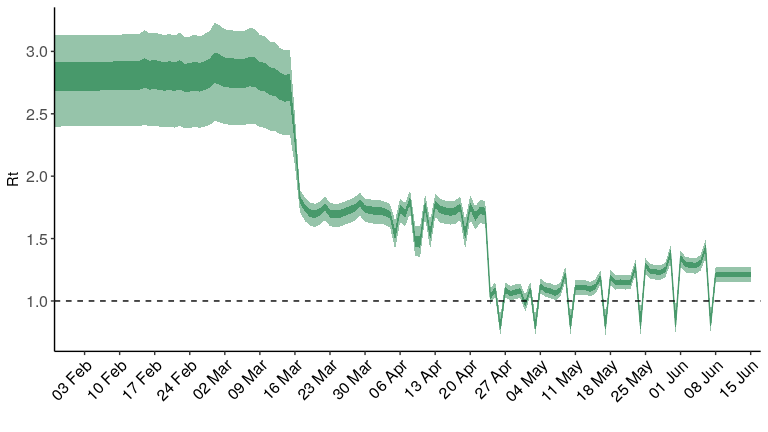 Rt
3.0
2.5
2.0
1.5
1.0
03 Feb
10 Feb
17 Feb
24 Feb
02 Mar
09 Mar
16 Mar
23 Mar
30 Mar
06 Apr
13 Apr
20 Apr
27 Apr
04 May
11 May
18 May
25 May
01 Jun
08 Jun
15 Jun